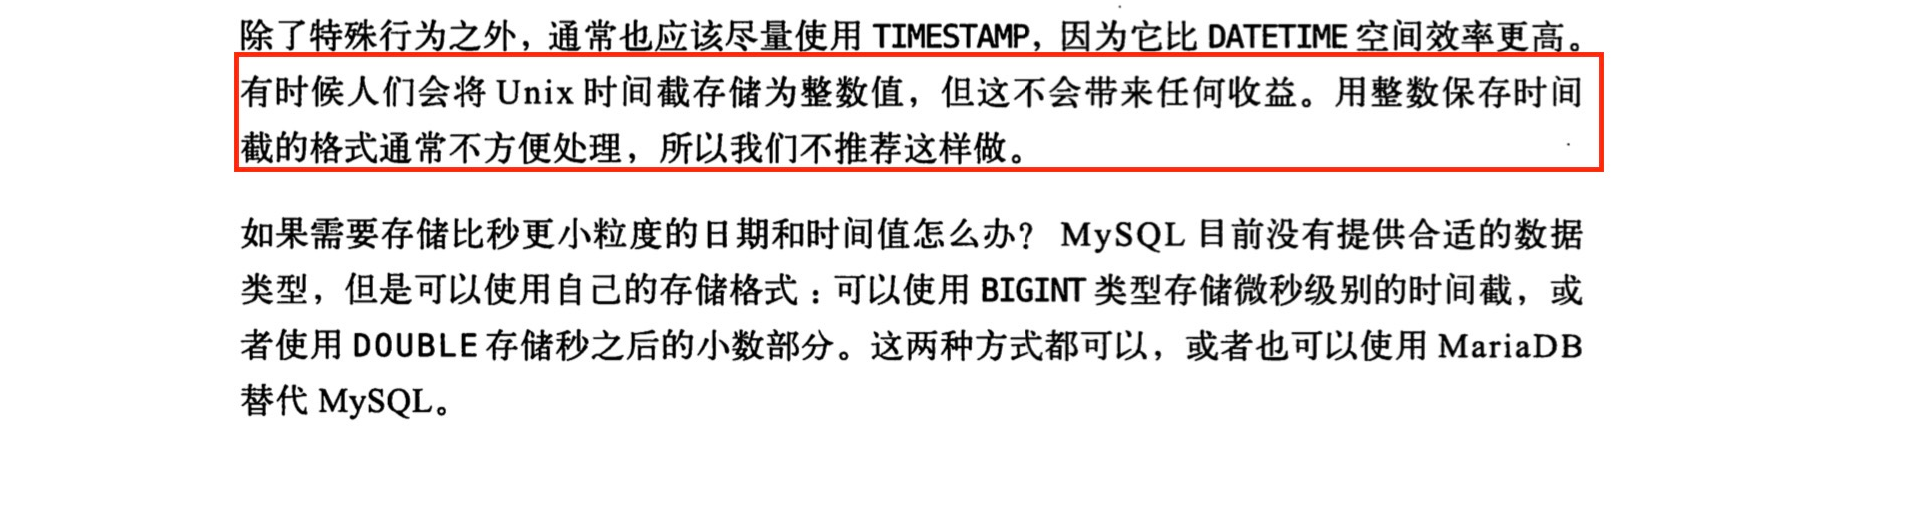 除了特殊行为之外，通常也应该尽量使用 TIMESTAMP，因为它比 DATETIME 空间效率更高。
有时候人们会将 Unix 时间截存储为整数值，但这不会带来任何收益。用整数保存时间
截的格式通常不方便处理，所以我们不推荐这样做。
如果需要存储比秒更小粒度的日期和时间值怎么办？ MySQL 目前没有提供合适的数据
类型，但是可以使用自己的存储格式：可以使用 BIGINT 类型存储微秒级别的时间截，或
者使用 DOUBLE 存储秒之后的小数部分。这两种方式都可以，或者也可以使用 MariaDB
替代 MySQL。